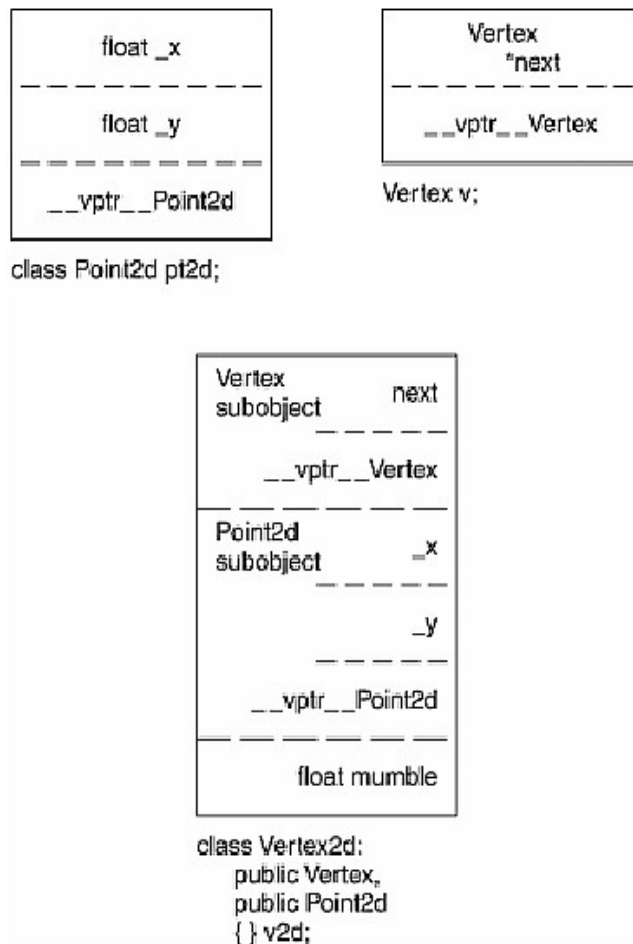 float _x
float _y
__vptr__Point2d
class Point2d pt2d;
Vertex
*next
__vptr__Vertex
Vertex v;
Vertex
subobject next
__vptr__Vertex
Point2d
subobject _x
_y
__vptr__Point2d
float mumble
class Vertex2d:
public Vertex,
public Point2d
{ } v2d;